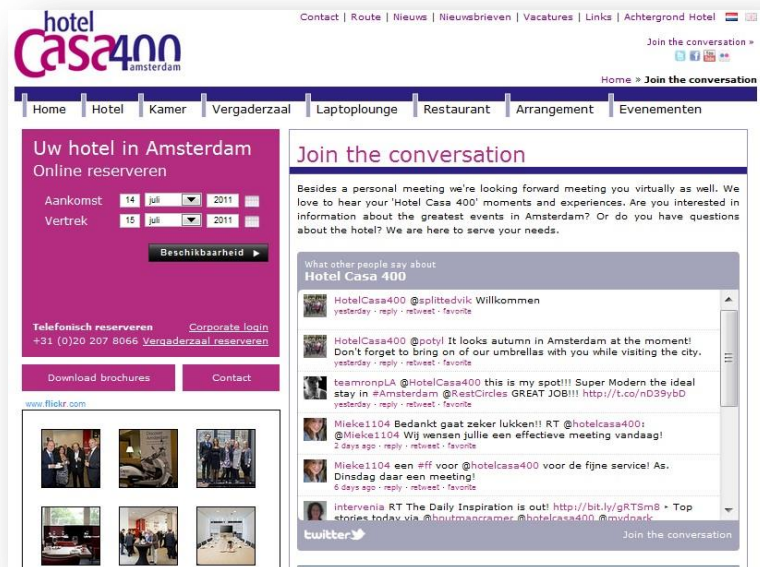 hotel
Casa400
amsterdam
Contact | Route | Nieuws | Nieuwsbrieven | Vacatures | Links | Achtergrond Hotel
Join the conversation »
Home » Join the conversation
Home Hotel Kamer Vergaderzaal Laptoplounge Restaurant Arrangement Evenementen
Uw hotel in Amsterdam
Online reserveren
Aankomst 14 juli 2011
Vertrek 15 juli 2011
Beschikbaarheid
Telefonisch reserveren Corporate login
+31 (0)20 207 8066 Vergaderzaal reserveren
Download brochures
Contact
www.flickr.com
Join the conversation
Besides a personal meeting we're looking forward meeting you virtually as well. We
love to hear your 'Hotel Casa 400' moments and experiences. Are you interested in
information about the greatest events in Amsterdam? Or do you have questions
about the hotel? We are here to serve your needs.
What other people say about
Hotel Casa 400
HotelCasa400 @splittedvik Willkommen
yesterday · reply · retweet · favorite
HotelCasa400 @potyl It looks autumn in Amsterdam at the moment!
Don't forget to bring on of our umbrellas with you while visiting the city.
yesterday · reply · retweet · favorite
teamronpLA @HotelCasa400 this is my spot!!! Super Modern the ideal
stay in #Amsterdam @RestCircles GREAT JOB!!! http://t.co/nD39ybD
yesterday · reply · retweet · favorite
Mieke1104 Bedankt gaat zeker lukken!! RT @hotelcasa400:
@Mieke1104 Wij wensen jullie een effectieve meeting vandaag!
2 days ago · reply · retweet · favorite
Mieke1104 een #ff voor @hotelcasa400 voor de fijne service! As.
Dinsdag daar een meeting!
6 days ago · reply · retweet · favorite
intervenia RT The Daily Inspiration is out! http://bit.ly/gRTSm8 ▸ Top
stories today via @houtmancramer @hotelcasa400 @mydpark
twitter Join the conversation